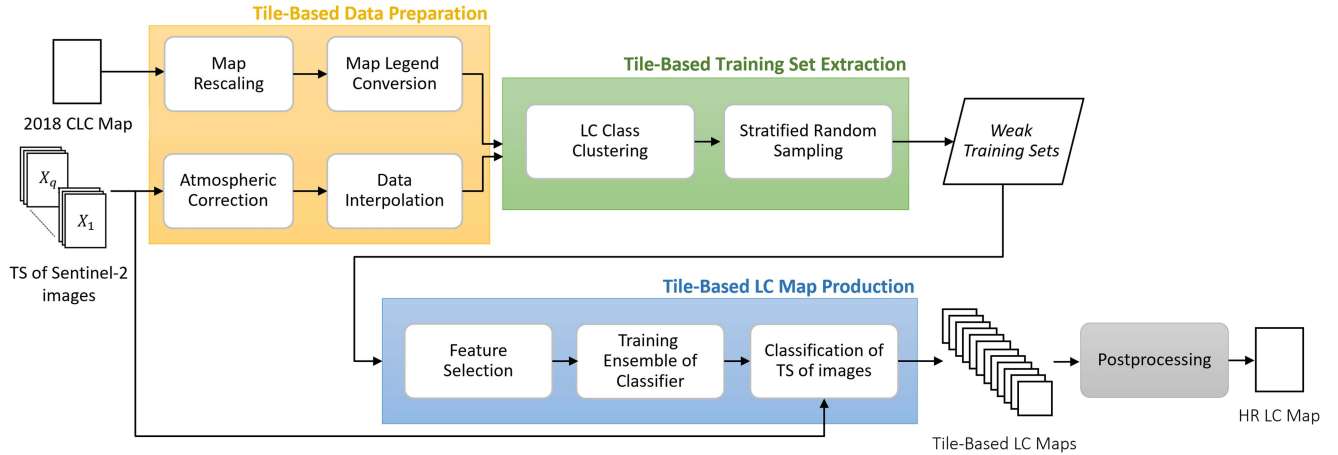 Tile-Based Data Preparation
Map
Rescaling
Map Legend
Conversion
2018 CLC Map
Atmospheric
Correction
Data
Interpolation
X_q
X_1
TS of Sentinel-2
images
Tile-Based Training Set Extraction
LC Class
Clustering
Stratified Random
Sampling
Weak
Training Sets
Tile-Based LC Map Production
Feature
Selection
Training
Ensemble of
Classifier
Classification of
TS of images
Tile-Based LC Maps
Postprocessing
HR LC Map